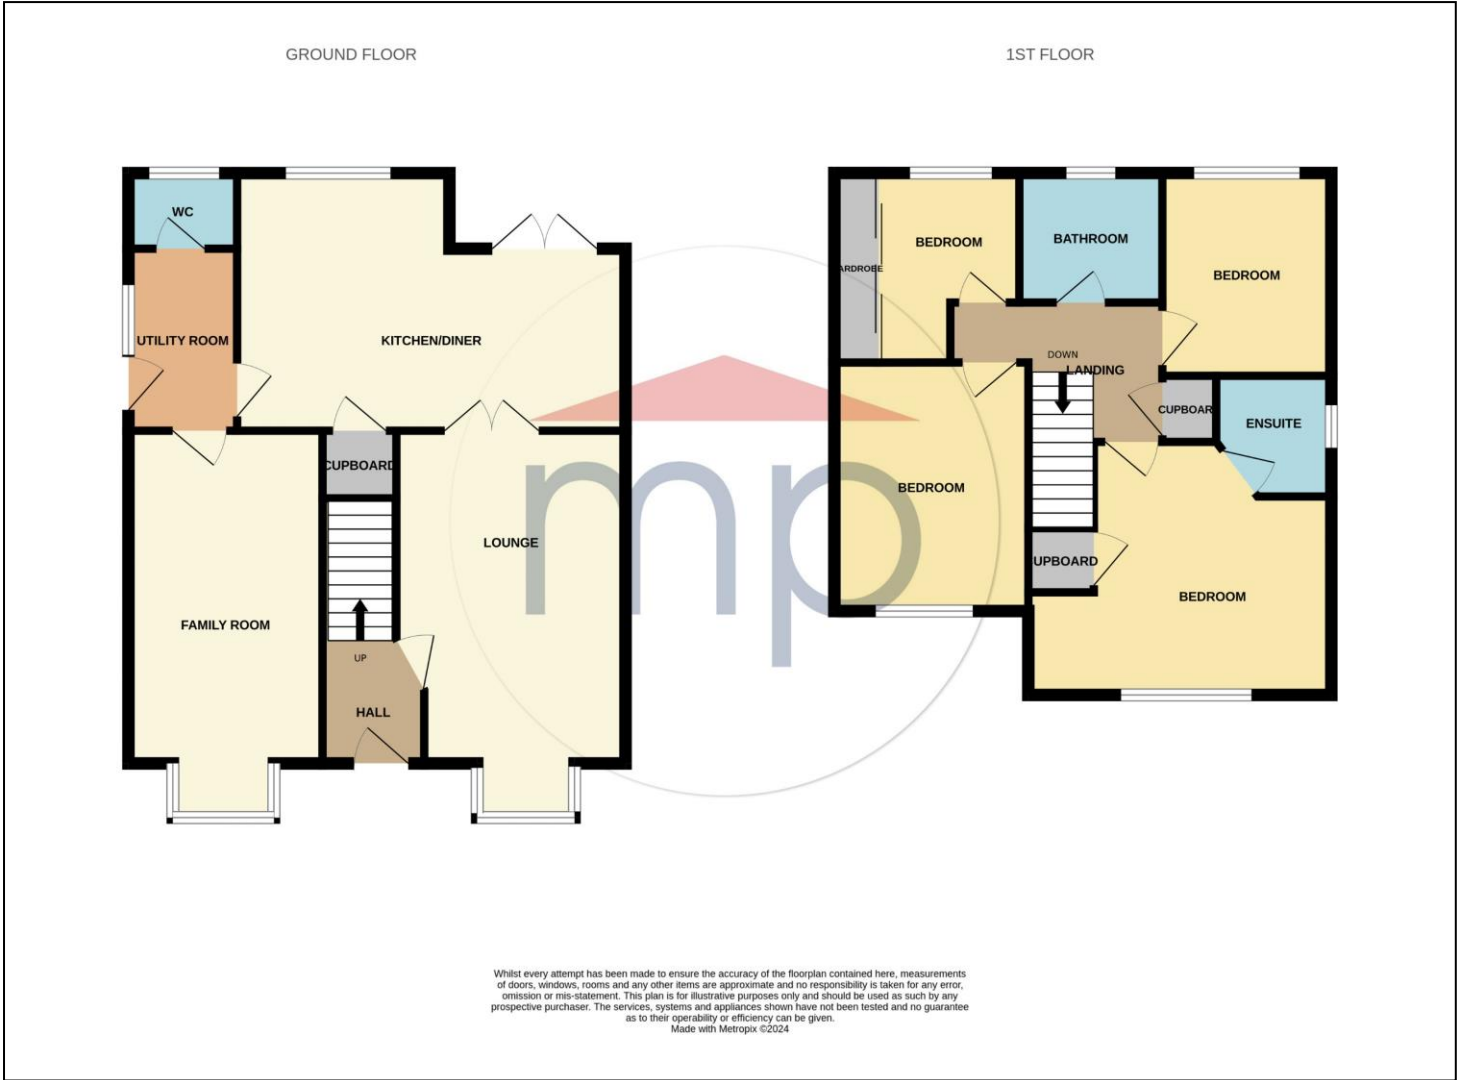 GROUND FLOOR
1ST FLOOR
WC
UTILITY ROOM
KITCHEN/DINER
CUPBOARD
LOUNGE
FAMILY ROOM
UP
HALL
ARDROBE
BEDROOM
BATHROOM
BEDROOM
DOWN
LANDING
CUPBOAR
ENSUITE
BEDROOM
UPBOARD
BEDROOM
mp
Whilst every attempt has been made to ensure the accuracy of the floorplan contained here, measurements
of doors, windows, rooms and any other items are approximate and no responsibility is taken for any error,
omission or mis-statement. This plan is for illustrative purposes only and should be used as such by any
prospective purchaser. The services, systems and appliances shown have not been tested and no guarantee
as to their operability or efficiency can be given.
Made with Metropix ©2024